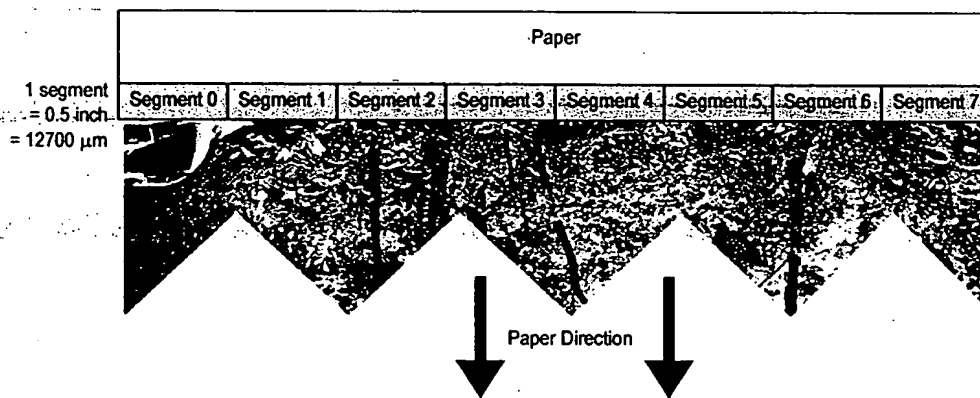 Paper
1 segment
= 0.5 inch
= 12700 µm
Segment 0 Segment 1 Segment 2 Segment 3 Segment 4 Segment 5 Segment 6 Segment 7
Paper Direction